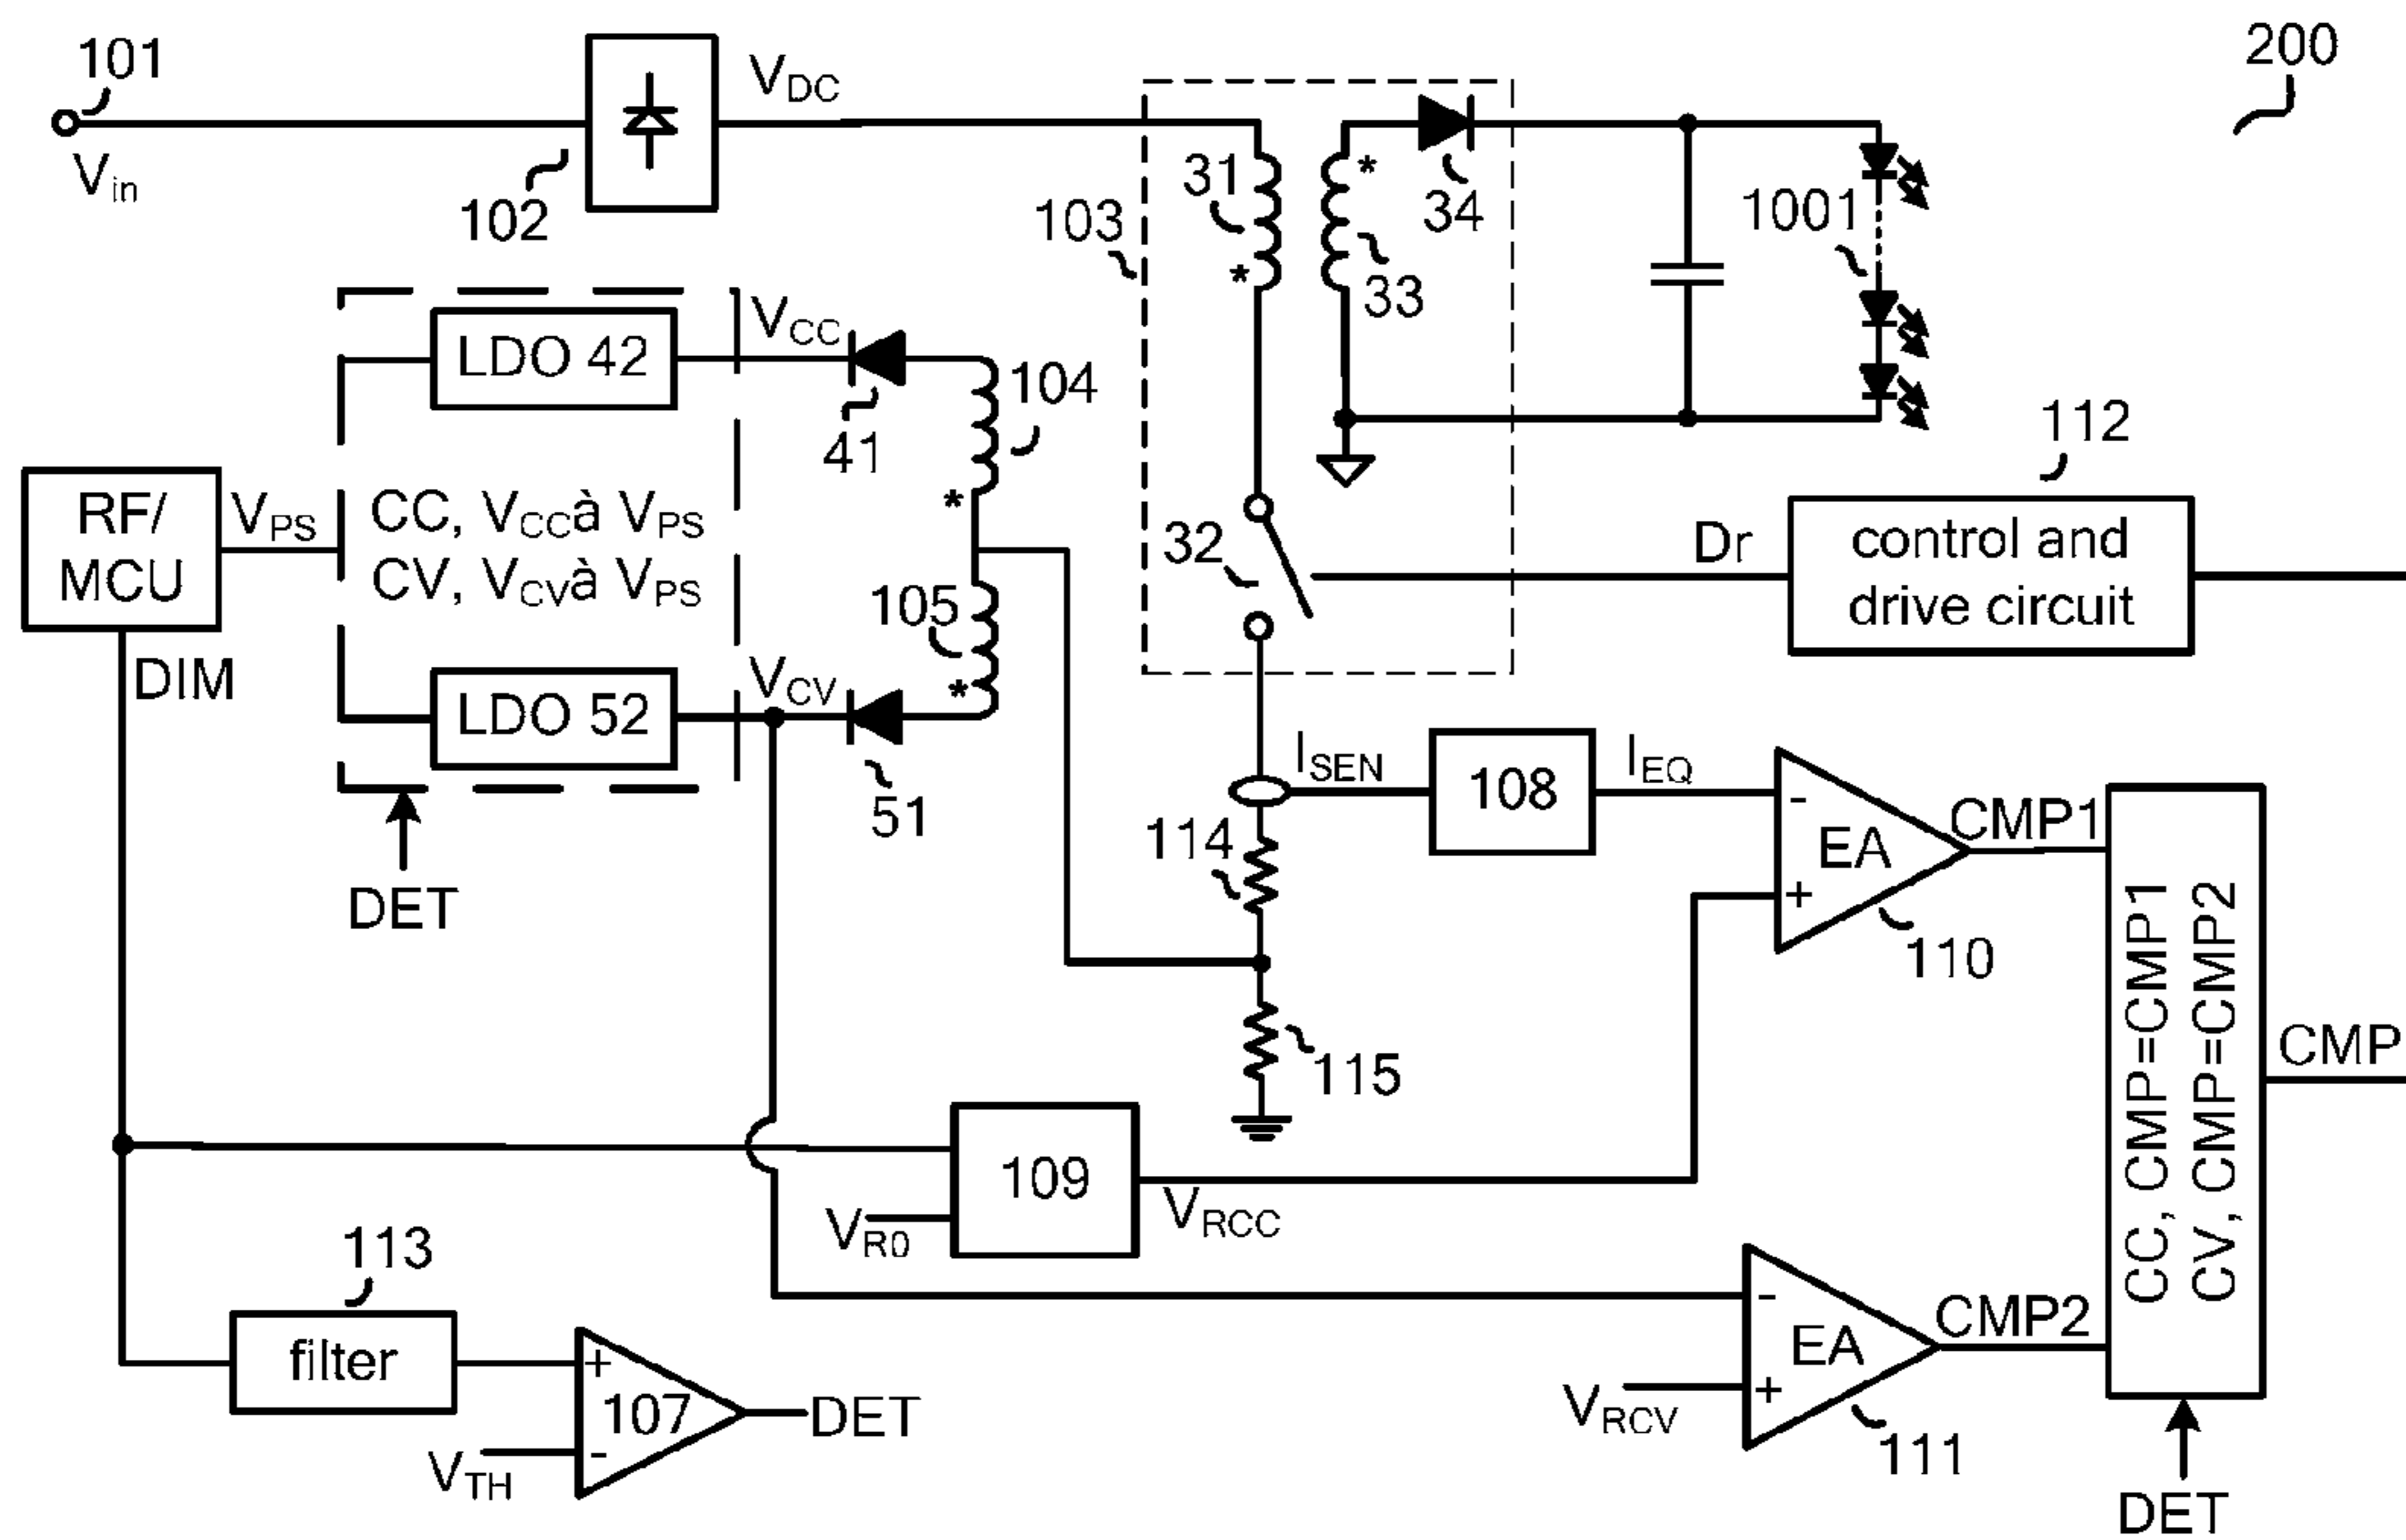 101
V_in
102
V_DC
103
31
*
*
33
34
1001
200
LDO 42
V_CC
41
104
*
RF/
MCU
V_PS
CC, V_CCà V_PS
CV, V_CVà V_PS
DIM
105
*
LDO 52
V_CV
51
DET
32
Dr
112
control and
drive circuit
I_SEN
108
I_EQ
-
EA
+
110
CMP1
114
115
CC, CMP=CMP1
CV, CMP=CMP2
CMP
109
V_R0
V_RCC
113
filter
+
107
-
V_TH
DET
-
EA
+
V_RCV
111
CMP2
DET